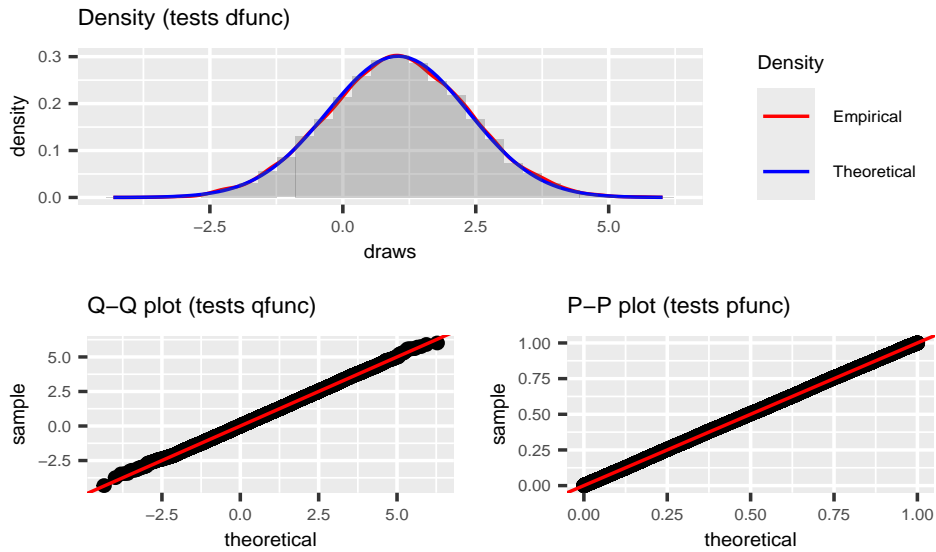 Density (tests dfunc)
density
0.3
0.2
0.1
0.0
−2.5 0.0 2.5 5.0
draws
Density
Empirical
Theoretical
Q−Q plot (tests qfunc)
sample
5.0
2.5
0.0
−2.5
−2.5 0.0 2.5 5.0
theoretical
P−P plot (tests pfunc)
sample
1.00
0.75
0.50
0.25
0.00
0.00 0.25 0.50 0.75 1.00
theoretical